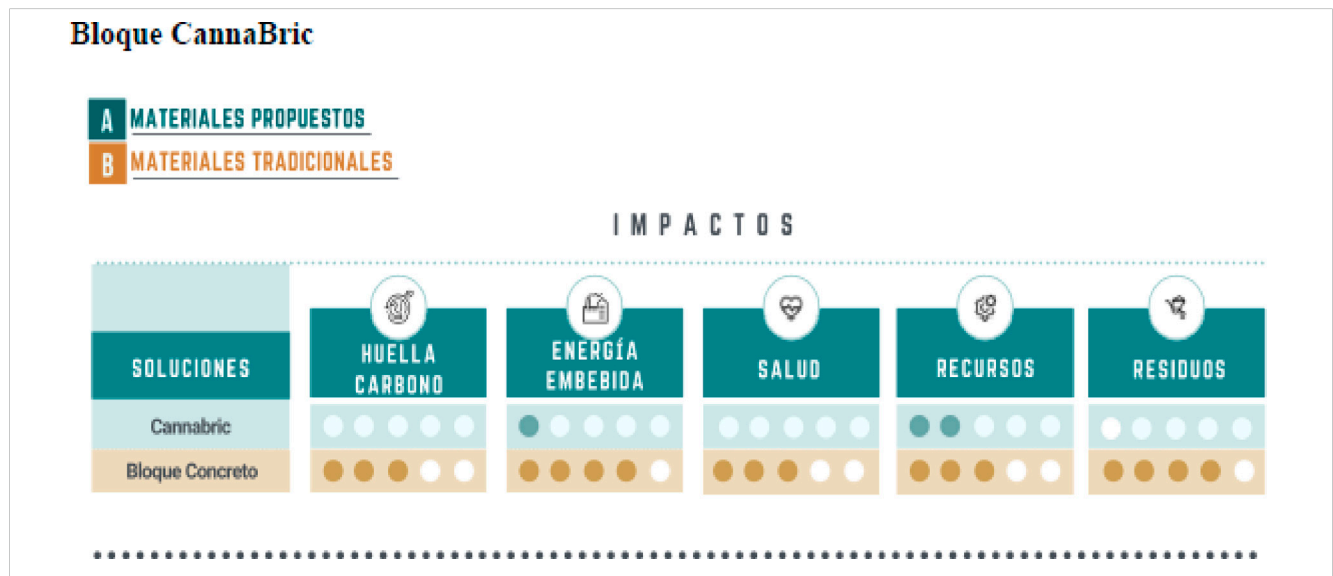 Bloque CannaBric
A MATERIALES PROPUESTOS
B MATERIALES TRADICIONALES
IMPACTOS
SOLUCIONES
HUELLA
CARBONO
ENERGÍA
EMBEBIDA
SALUD
RECURSOS
RESIDUOS
Cannabric
Bloque Concreto